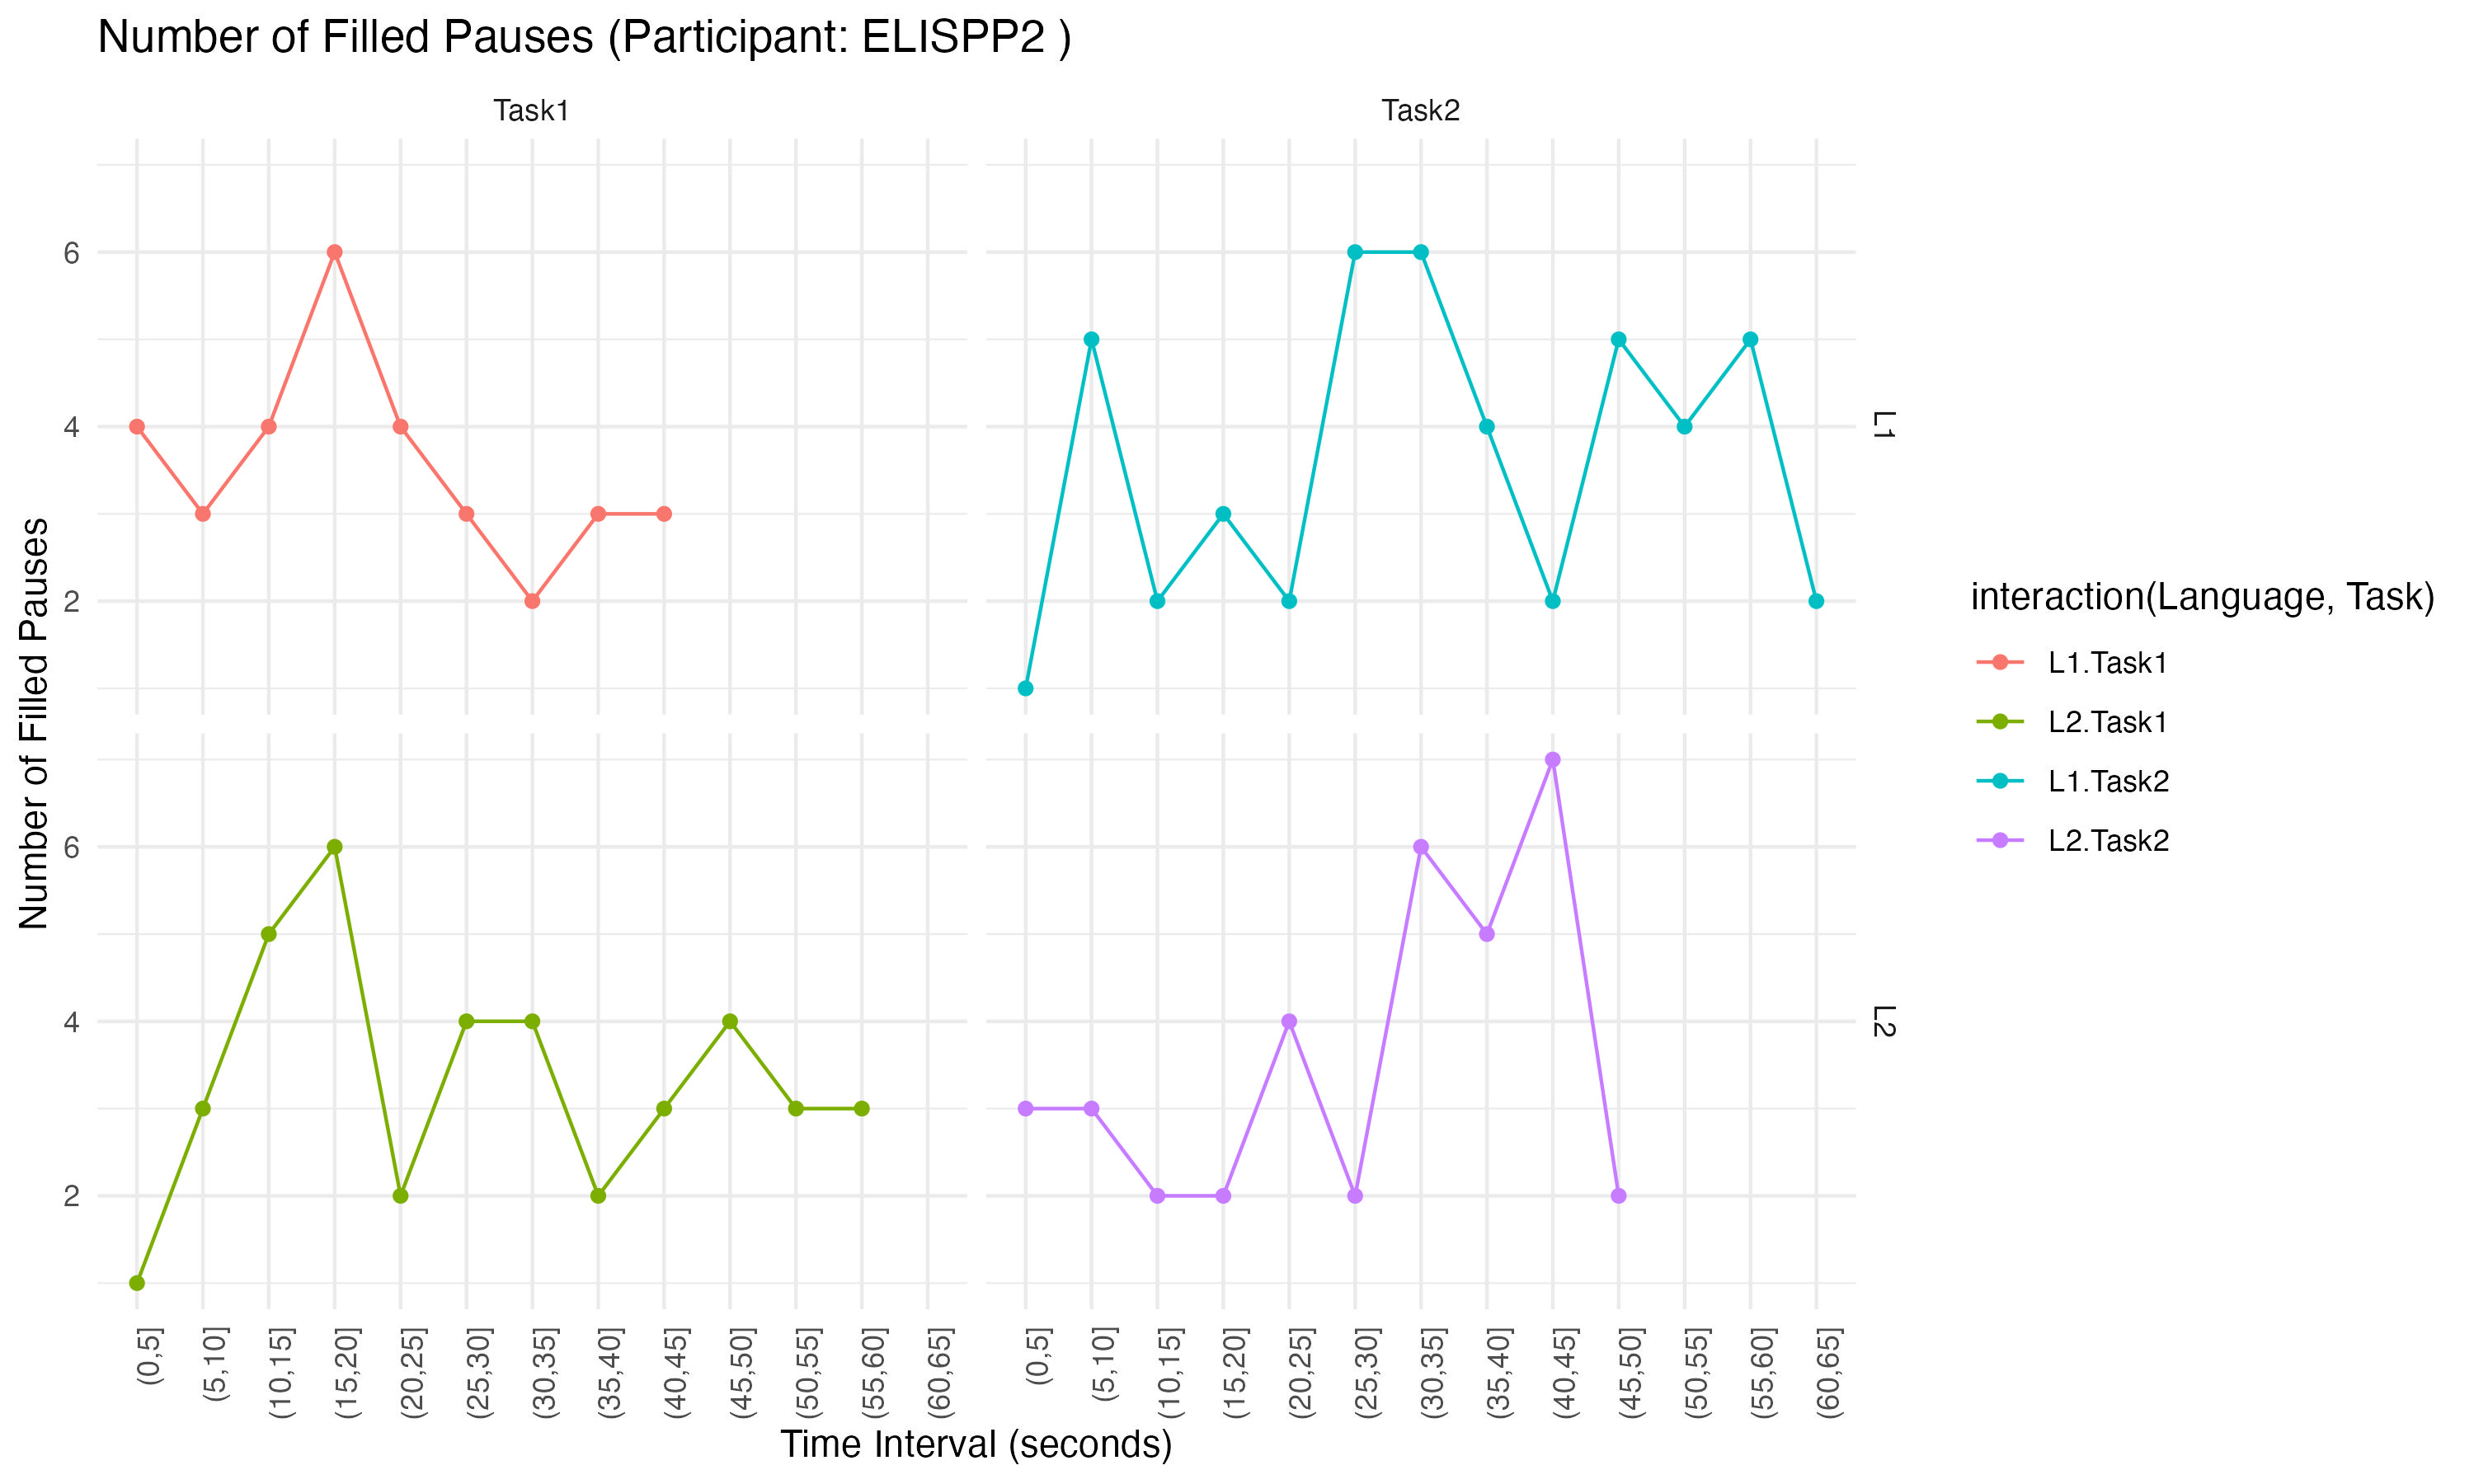 Number of Filled Pauses (Participant: ELISPP2 )
Task1
Task2
Number of Filled Pauses
6
4
2
L1
6
4
2
L2
(0,5]
(5,10]
(10,15]
(15,20]
(20,25]
(25,30]
(30,35]
(35,40]
(40,45]
(45,50]
(50,55]
(55,60]
(60,65]
(0,5]
(5,10]
(10,15]
(15,20]
(20,25]
(25,30]
(30,35]
(35,40]
(40,45]
(45,50]
(50,55]
(55,60]
(60,65]
Time Interval (seconds)
interaction(Language, Task)
L1.Task1
L2.Task1
L1.Task2
L2.Task2